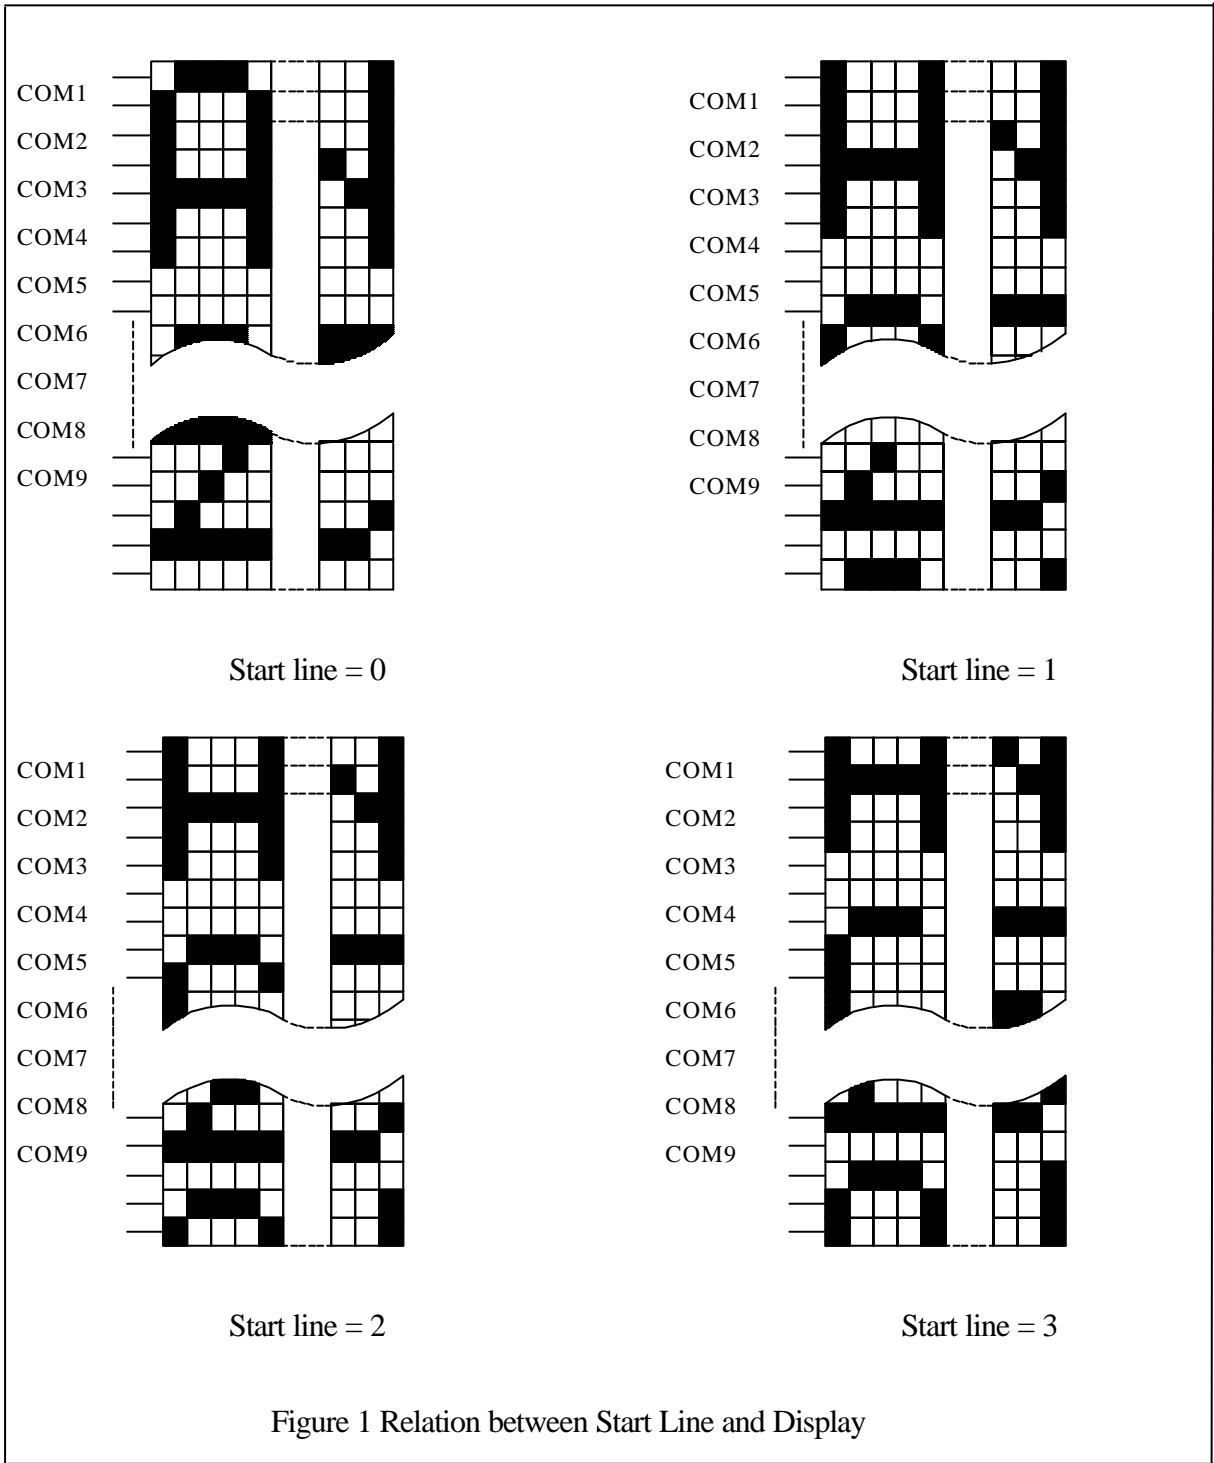 COM1
COM2
COM3
COM4
COM5
COM6
COM7
COM8
COM9
Start line = 0
COM1
COM2
COM3
COM4
COM5
COM6
COM7
COM8
COM9
Start line = 1
COM1
COM2
COM3
COM4
COM5
COM6
COM7
COM8
COM9
Start line = 2
COM1
COM2
COM3
COM4
COM5
COM6
COM7
COM8
COM9
Start line = 3
Figure 1 Relation between Start Line and Display